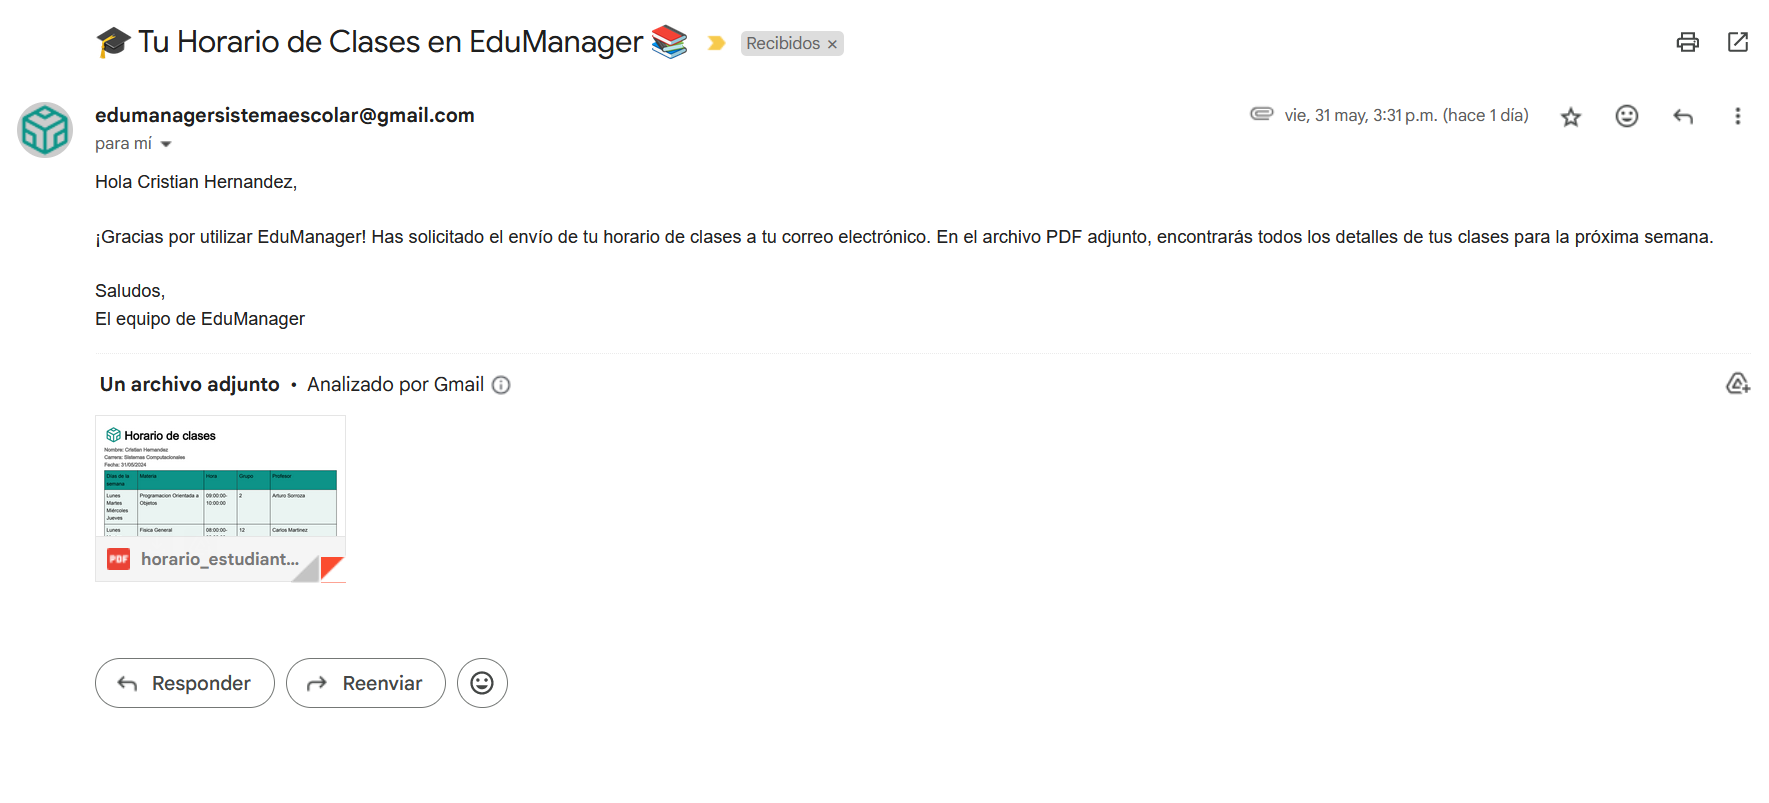 🎓 Tu Horario de Clases en EduManager 📚 Recibidos ×
edumanagersistemaescolar@gmail.com vie, 31 may, 3:31 p.m. (hace 1 día)
para mí
Hola Cristian Hernandez,
¡Gracias por utilizar EduManager! Has solicitado el envío de tu horario de clases a tu correo electrónico. En el archivo PDF adjunto, encontrarás todos los detalles de tus clases para la próxima semana.
Saludos,
El equipo de EduManager
Un archivo adjunto • Analizado por Gmail
Horario de clases
Nombre: Cristian Hernandez
Carrera: Sistemas Computacionales
Fecha: 31/05/2024
Días de la semana Materia Hora Grupo Profesor
Lunes Programacion Orientada a 09:00:00- 2 Arturo Sorroza
Martes Objetos 10:00:00
Miércoles
Jueves
Lunes Fisica General 08:00:00- 12 Carlos Martinez
PDF horario_estudiant...
Responder Reenviar